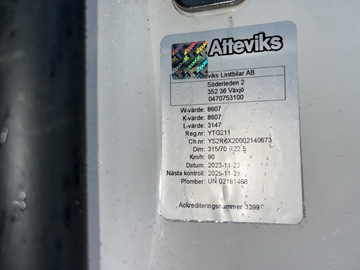 Atteviks
viks Lastbilar AB
Söderleden 2
352 36 Växjö
0470753100
W-värde: 8607
K-värde: 8607
L-värde: 3147
Reg.nr: YTG211
Ch.nr: YS2R6X20002140673
Dim: 315/70 R22.5
Km/h: 90
Datum: 2023-11-22
Nästa kontroll: 2025-11-21
Plomber: UN 02181488
Ackrediteringsnummer 3399